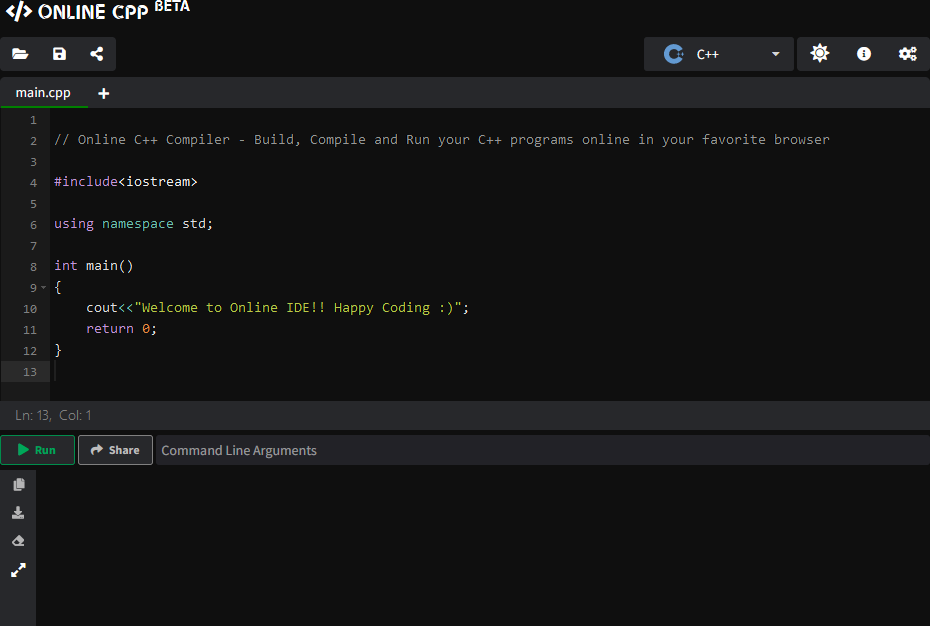 </> ONLINE CPP BETA
C++
main.cpp +
1
2 // Online C++ Compiler - Build, Compile and Run your C++ programs online in your favorite browser
3
4 #include<iostream>
5
6 using namespace std;
7
8 int main()
9 {
10     cout<<"Welcome to Online IDE!! Happy Coding :)";
11     return 0;
12 }
13
Ln: 13, Col: 1
Run Share Command Line Arguments